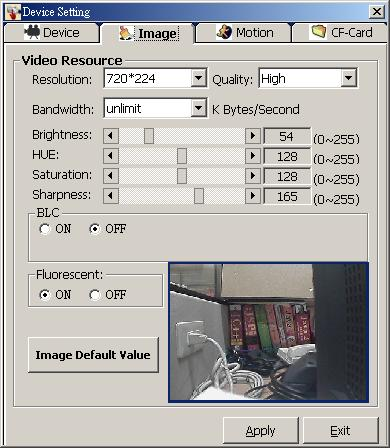 Device Setting
Device Image Motion CF-Card
Video Resource
Resolution: 720*224 Quality: High
Bandwidth: unlimit K Bytes/Second
Brightness: 54 (0~255)
HUE: 128 (0~255)
Saturation: 128 (0~255)
Sharpness: 165 (0~255)
BLC
ON OFF
Fluorescent:
ON OFF
Image Default Value
Apply Exit